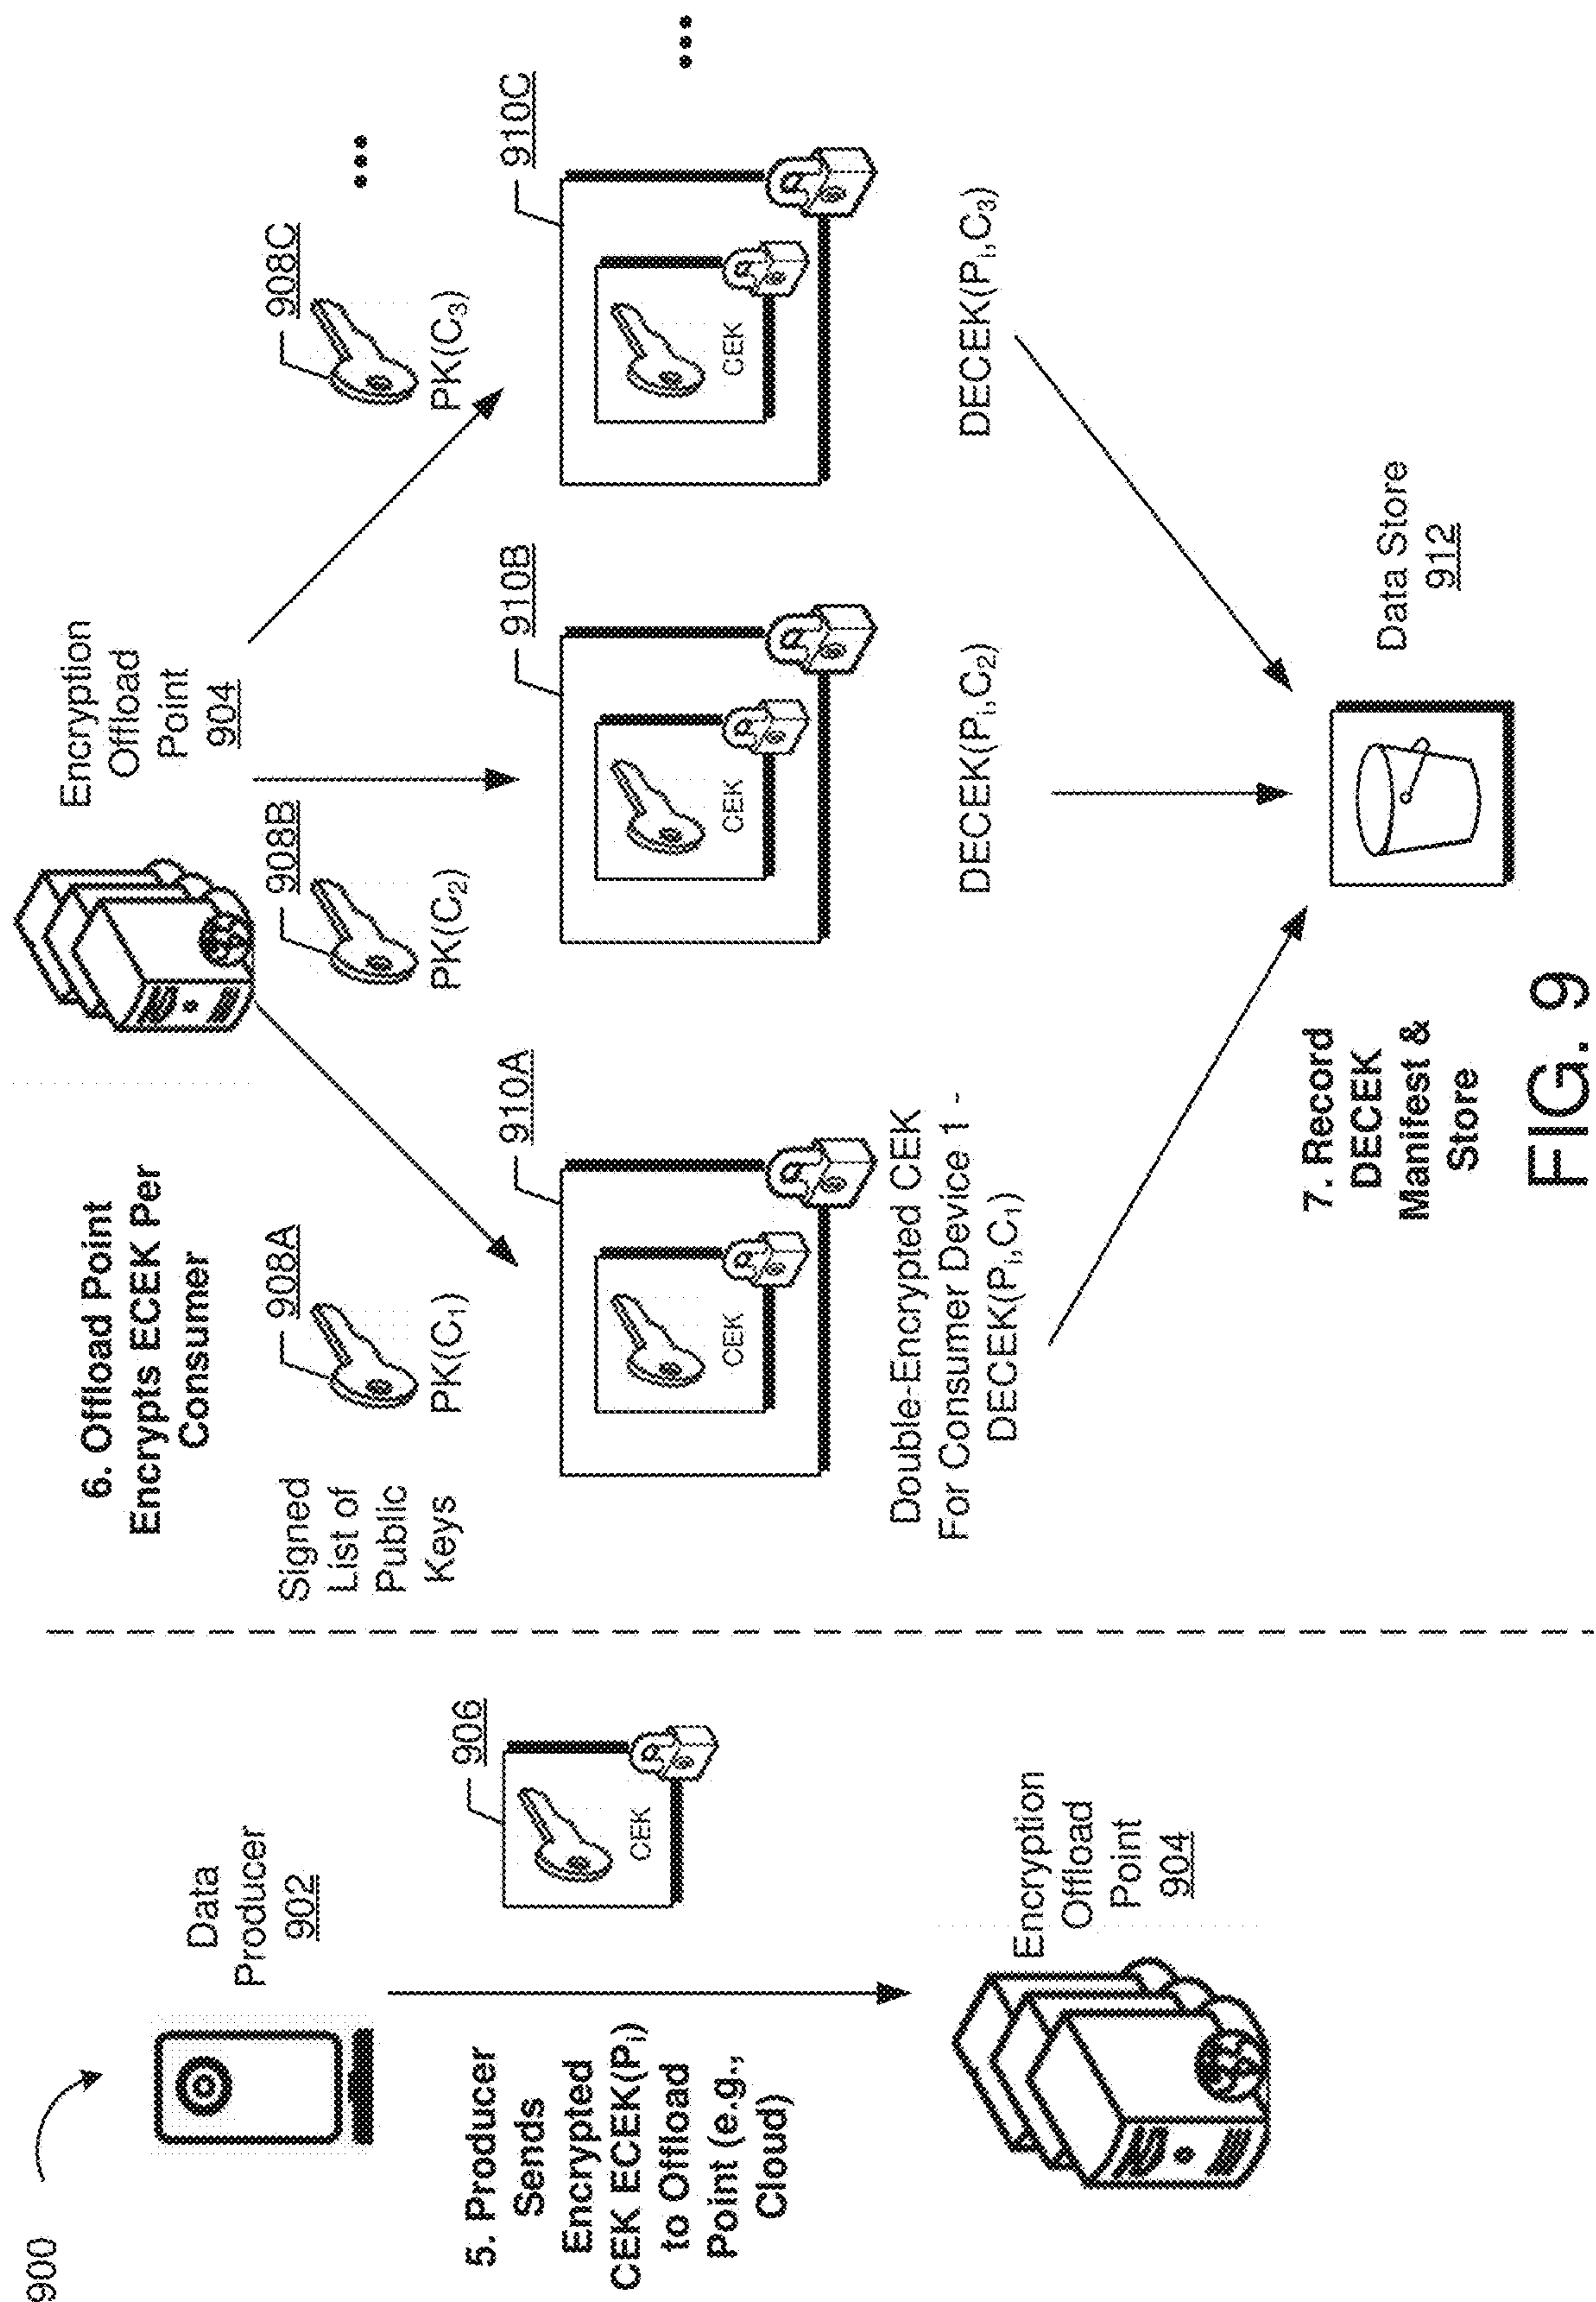 900
Data
Producer
902
5. Producer
Sends
Encrypted
CEK ECEK(Pᵢ)
to Offload
Point (e.g.,
Cloud)
906
CEK
Encryption
Offload
Point
904
6. Offload Point
Encrypts ECEK Per
Consumer
Encryption
Offload
Point
904
Signed
List of
Public
Keys
908A
PK(C₁)
908B
PK(C₂)
908C
PK(C₃)
...
910A
CEK
910B
CEK
910C
CEK
...
Double-Encrypted CEK
For Consumer Device 1 -
DECEK(Pᵢ,C₁)
DECEK(Pᵢ,C₂)
DECEK(Pᵢ,C₃)
7. Record
DECEK
Manifest &
Store
Data Store
912
FIG. 9